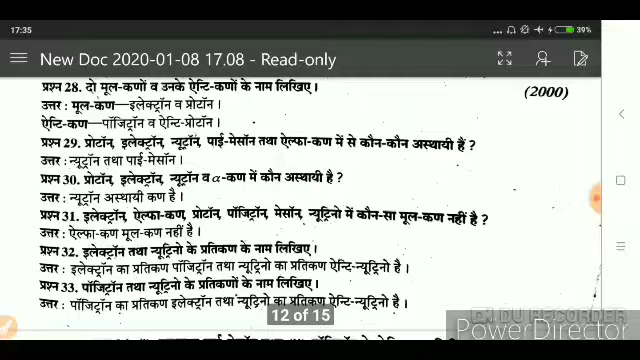 17:35
39%
New Doc 2020-01-08 17.08 - Read-only
प्रश्न 28. दो मूल-कणों व उनके ऐन्टि-कणों के नाम लिखिए।
(2000)
उत्तर : मूल-कण—इलेक्ट्रॉन व प्रोटॉन।
ऐन्टि-कण—पॉजिट्रॉन व ऐन्टि-प्रोटॉन।
प्रश्न 29. प्रोटॉन, इलेक्ट्रॉन, न्यूट्रॉन, पाई-मेसॉन तथा ऐल्फा-कण में से कौन-कौन अस्थायी हैं ?
उत्तर : न्यूट्रॉन तथा पाई-मेसॉन।
प्रश्न 30. प्रोटॉन, इलेक्ट्रॉन, न्यूट्रॉन व α-कण में कौन अस्थायी है ?
उत्तर : न्यूट्रॉन अस्थायी कण है।
प्रश्न 31. इलेक्ट्रॉन, ऐल्फा-कण, प्रोटॉन, पॉजिट्रॉन, मेसॉन, न्यूट्रिनो में कौन-सा मूल-कण नहीं है ?
उत्तर : ऐल्फा-कण मूल-कण नहीं है।
प्रश्न 32. इलेक्ट्रॉन तथा न्यूट्रिनो के प्रतिकण के नाम लिखिए।
उत्तर : इलेक्ट्रॉन का प्रतिकण पॉजिट्रॉन तथा न्यूट्रिनो का प्रतिकण ऐन्टि-न्यूट्रिनो है।
प्रश्न 33. पॉजिट्रॉन तथा न्यूट्रिनो के प्रतिकणों के नाम लिखिए।
उत्तर : पॉजिट्रॉन का प्रतिकण इलेक्ट्रॉन तथा न्यूट्रिनो का प्रतिकण ऐन्टि-न्यूट्रिनो है।
12 of 15
DU RECORDER
PowerDirector